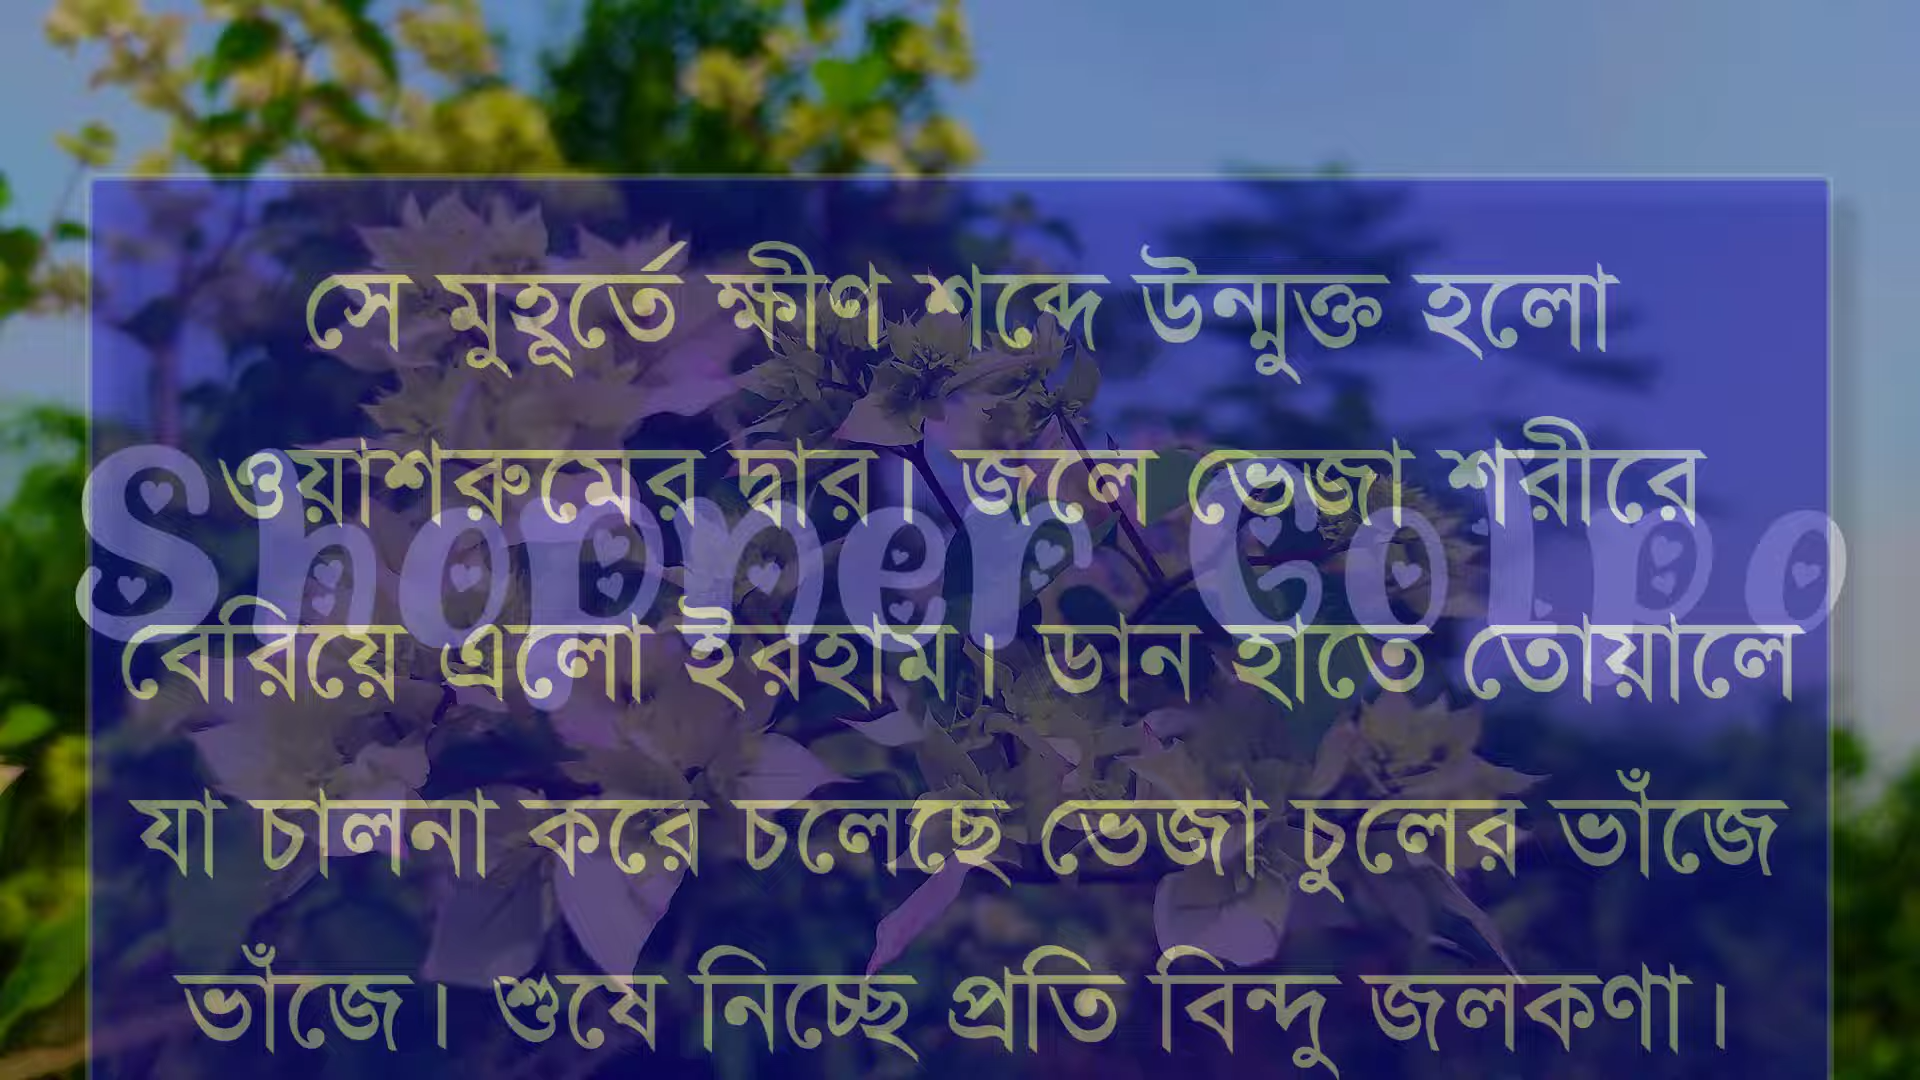 সে মুহূর্তে ক্ষীণ শব্দে উন্মুক্ত হলো
ওয়াশরুমের দ্বার। জলে ভেজা শরীরে
Shopner Golpo
বেরিয়ে এলো ইরহাম। ডান হাতে তোয়ালে
যা চালনা করে চলেছে ভেজা চুলের ভাঁজে
ভাঁজে। শুষে নিচ্ছে প্রতি বিন্দু জলকণা।